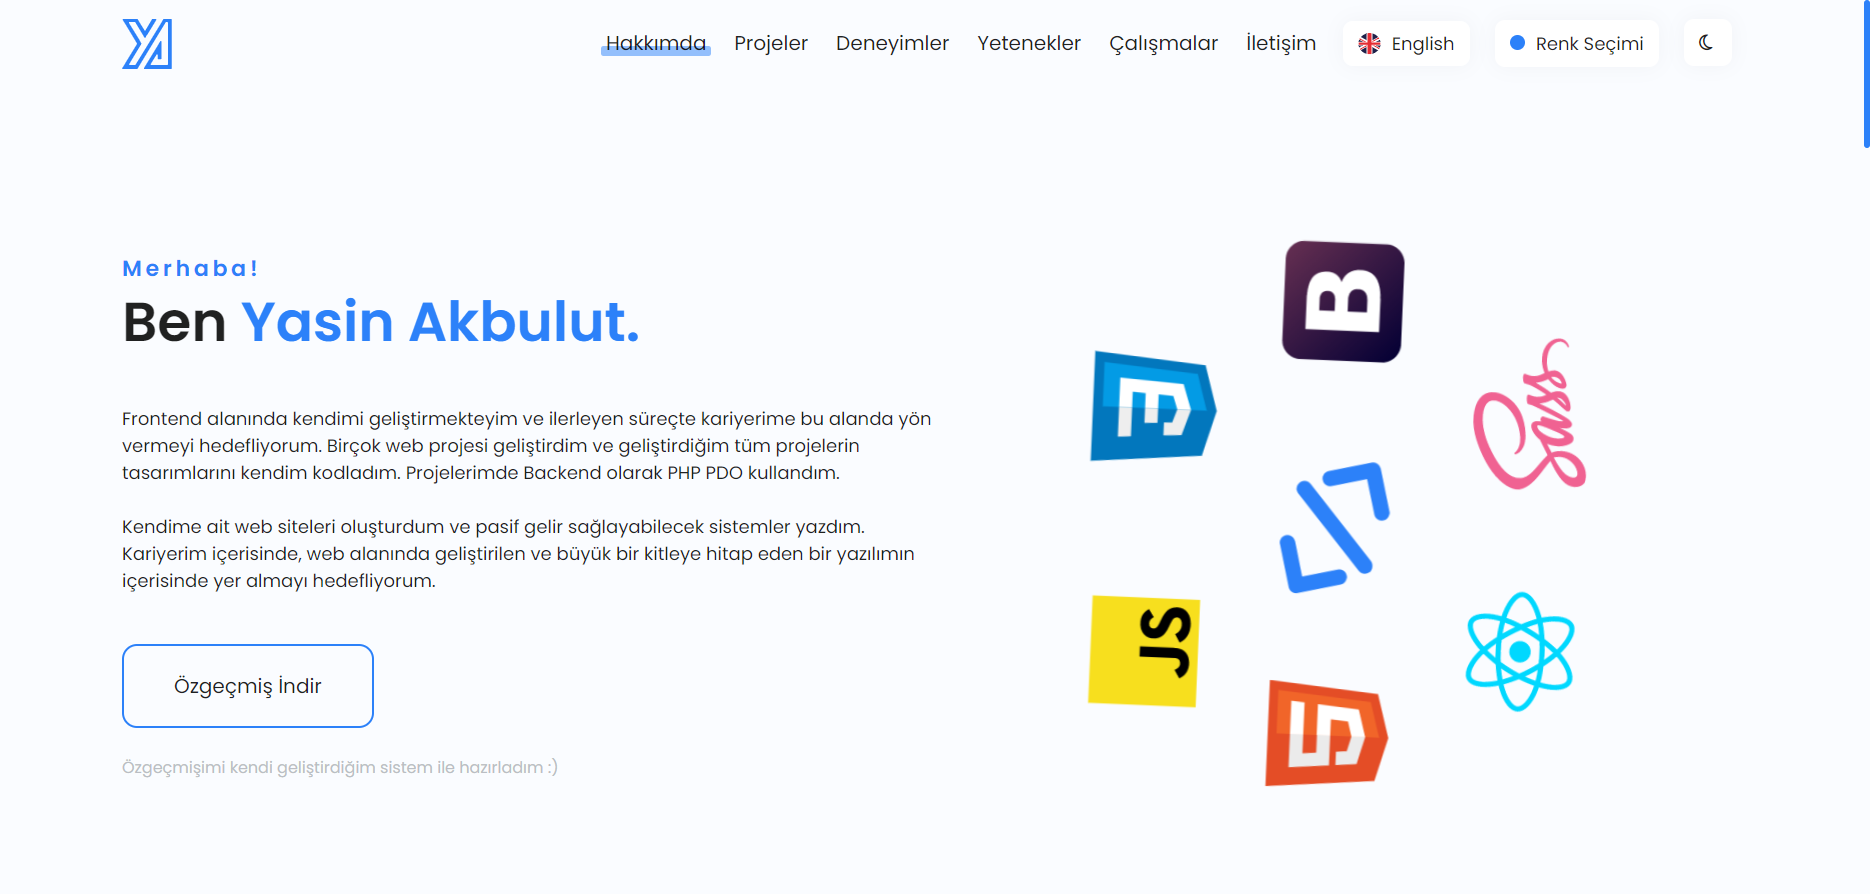 YA
Hakkımda Projeler Deneyimler Yetenekler Çalışmalar İletişim English Renk Seçimi
Merhaba!
Ben Yasin Akbulut.
Frontend alanında kendimi geliştirmekteyim ve ilerleyen süreçte kariyerime bu alanda yön
vermeyi hedefliyorum. Birçok web projesi geliştirdim ve geliştirdiğim tüm projelerin
tasarımlarını kendim kodladım. Projelerimde Backend olarak PHP PDO kullandım.
Kendime ait web siteleri oluşturdum ve pasif gelir sağlayabilecek sistemler yazdım.
Kariyerim içerisinde, web alanında geliştirilen ve büyük bir kitleye hitap eden bir yazılımın
içerisinde yer almayı hedefliyorum.
Özgeçmiş İndir
Özgeçmişimi kendi geliştirdiğim sistem ile hazırladım :)
B
3
Sass
</>
JS
5